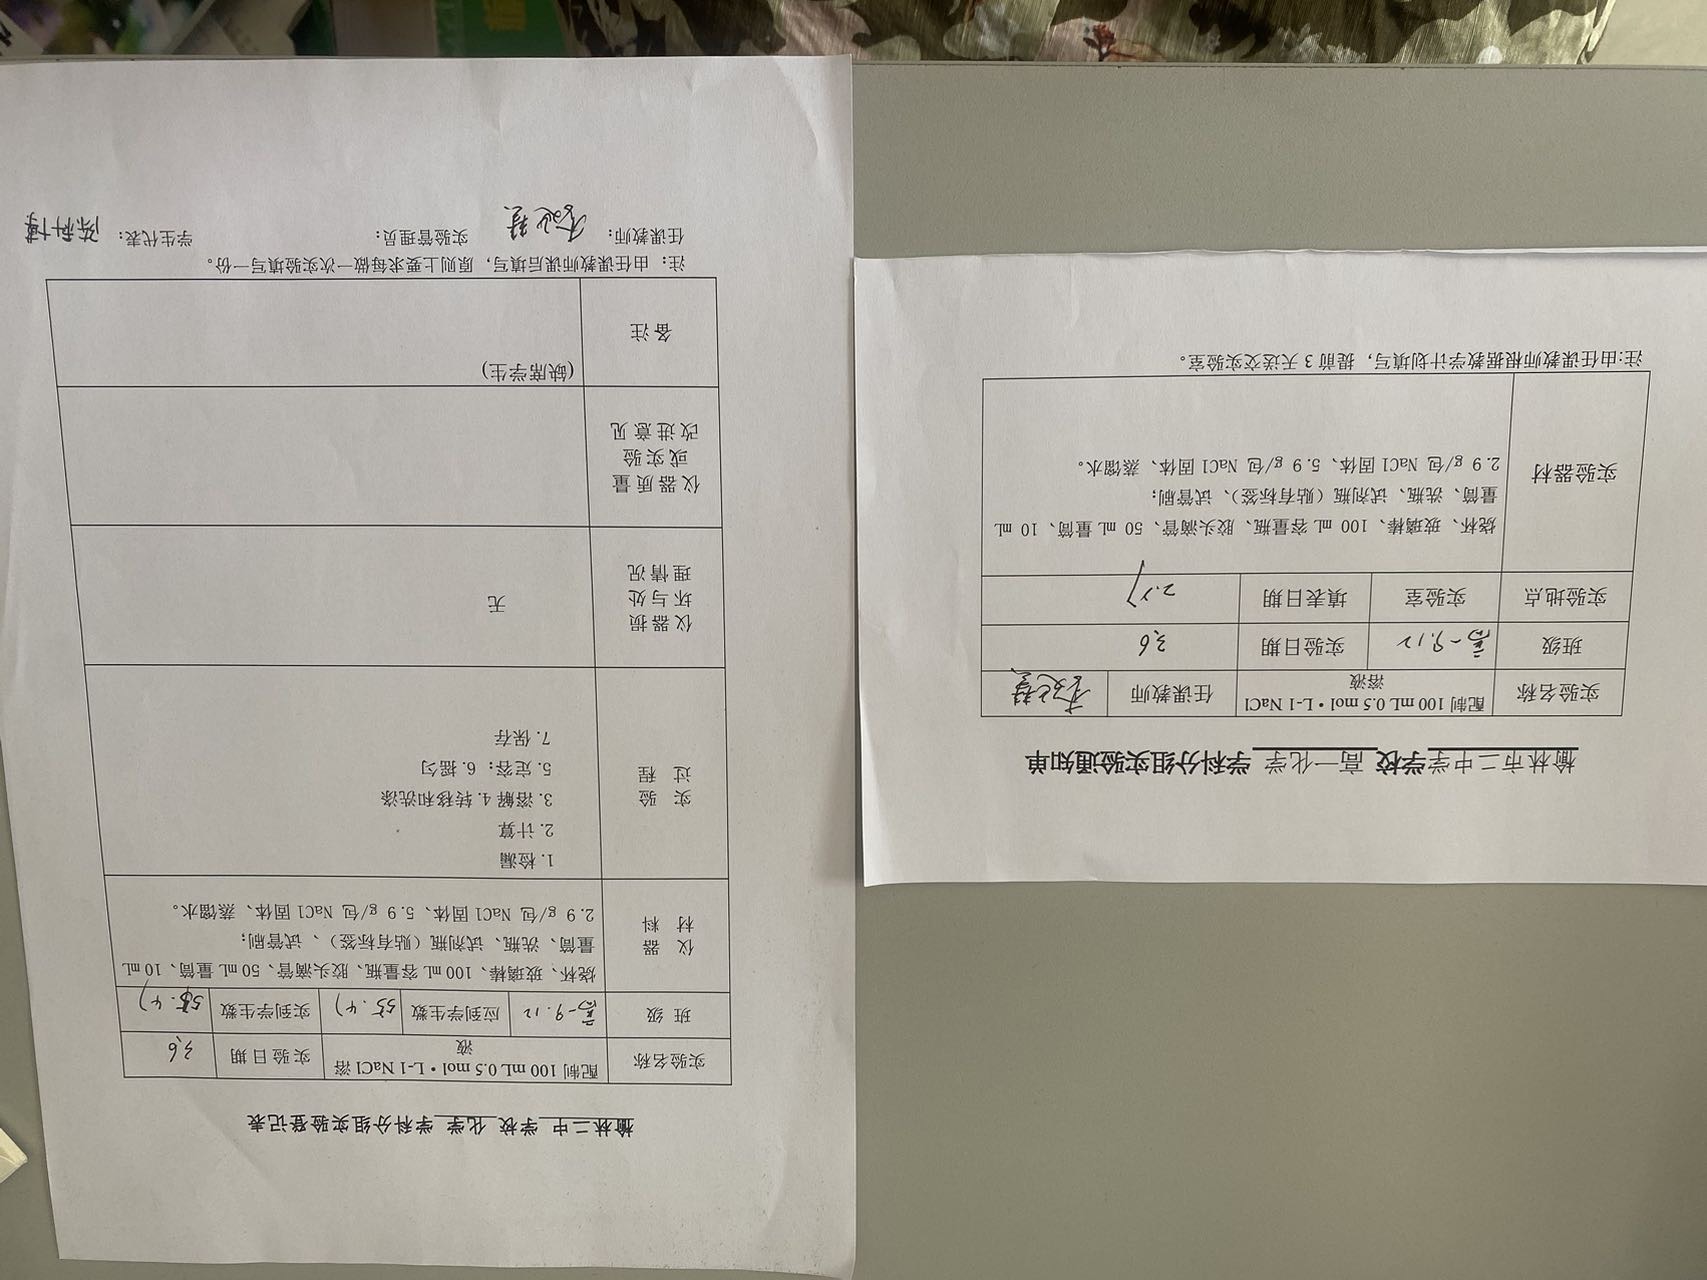 榆林二中 学校 化学 学科分组实验登记表
实验名称 配制 100 mL 0.5 mol·L-1 NaCl 溶液 实验日期 3.6
班 级 高一9.12 应到学生数 实到学生数
仪 器 材 料
烧杯、玻璃棒、100 mL 容量瓶、胶头滴管、50 mL 量筒、10 mL
量筒、洗瓶、试剂瓶（贴有标签）、试管刷；
2.9 g/包 NaCl 固体、5.9 g/包 NaCl 固体、蒸馏水。
实 验 过 程
1. 检漏
2. 计算
3. 溶解 4. 转移和洗涤
5. 定容； 6. 摇匀
7. 保存
仪器损坏与处理情况 无
仪器质量或实验改进意见
备注 (缺席学生)
注：由任课教师课后填写，原则上要求每做一次实验填写一份。
任课教师： 实验管理员： 学生代表：陈科博
榆林市二中学学校 高一化学 学科分组实验通知单
实验名称 配制 100 mL 0.5 mol·L-1 NaCl 溶液 任课教师
班级 高一9.12 实验日期 3.6
实验地点 实验室 填表日期 2.27
实验器材
烧杯、玻璃棒、100 mL 容量瓶、胶头滴管、50 mL 量筒、10 mL
量筒、洗瓶、试剂瓶（贴有标签）、试管刷；
2.9 g/包 NaCl 固体、5.9 g/包 NaCl 固体、蒸馏水。
注:由任课教师根据教学计划填写，提前 3 天送交实验室。